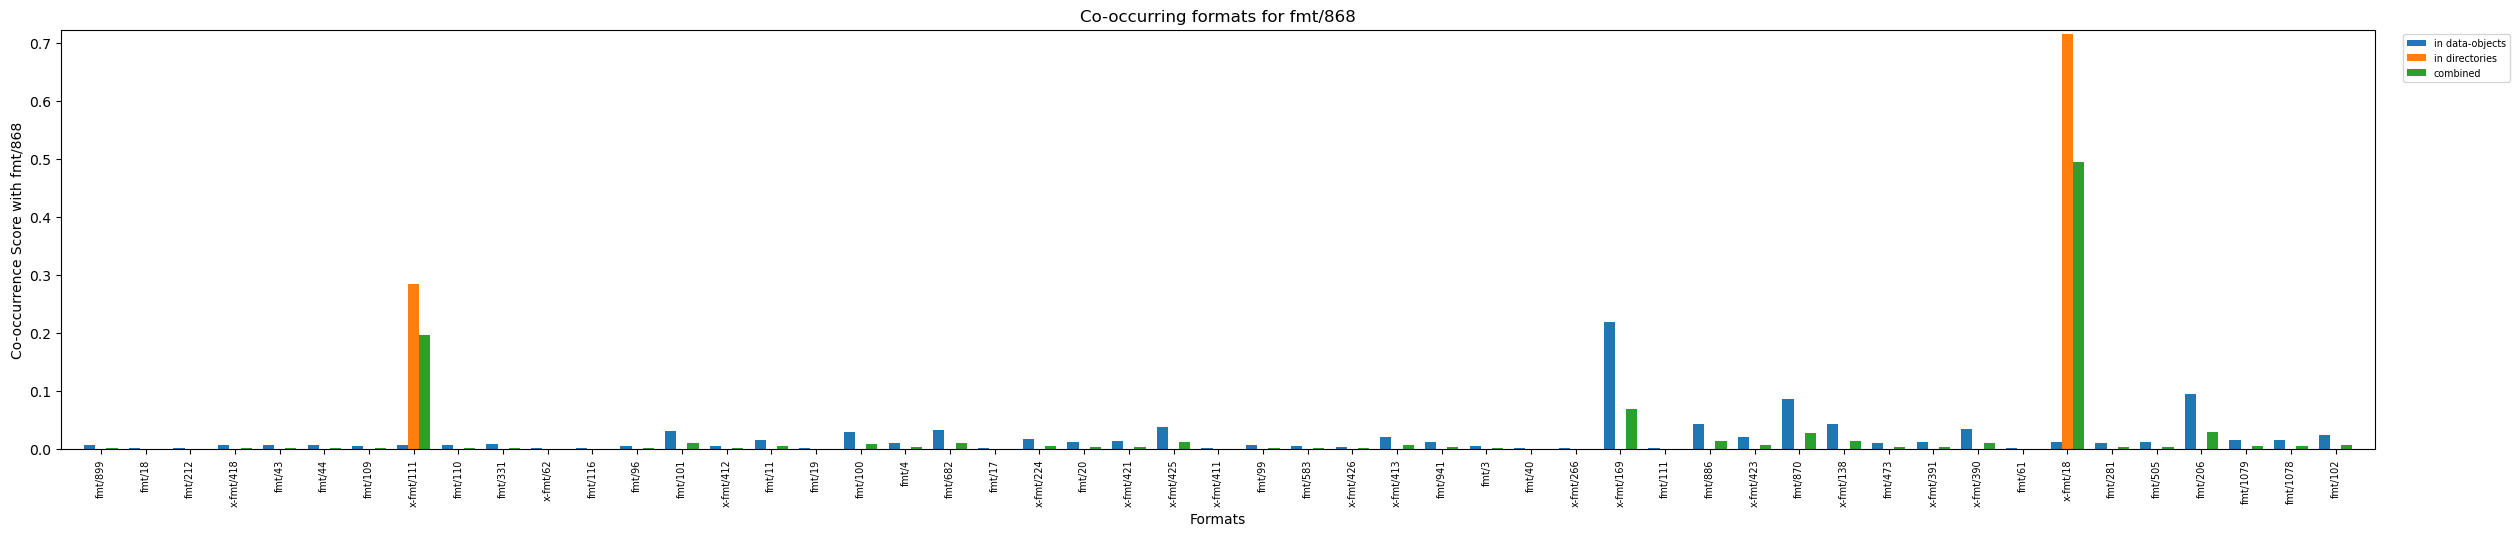 Co-occurring formats for fmt/868
in data-objects
in directories
combined
Co-occurrence Score with fmt/868
0.7
0.6
0.5
0.4
0.3
0.2
0.1
0.0
fmt/899
fmt/18
fmt/212
x-fmt/418
fmt/43
fmt/44
fmt/109
x-fmt/111
fmt/110
fmt/331
x-fmt/62
fmt/116
fmt/96
fmt/101
x-fmt/412
fmt/11
fmt/19
fmt/100
fmt/4
fmt/682
fmt/17
x-fmt/224
fmt/20
x-fmt/421
x-fmt/425
x-fmt/411
fmt/99
fmt/583
x-fmt/426
x-fmt/413
fmt/941
fmt/3
fmt/40
x-fmt/266
x-fmt/169
fmt/111
fmt/886
x-fmt/423
fmt/870
x-fmt/138
fmt/473
x-fmt/391
x-fmt/390
fmt/61
x-fmt/18
fmt/281
fmt/505
fmt/206
fmt/1079
fmt/1078
fmt/102
Formats